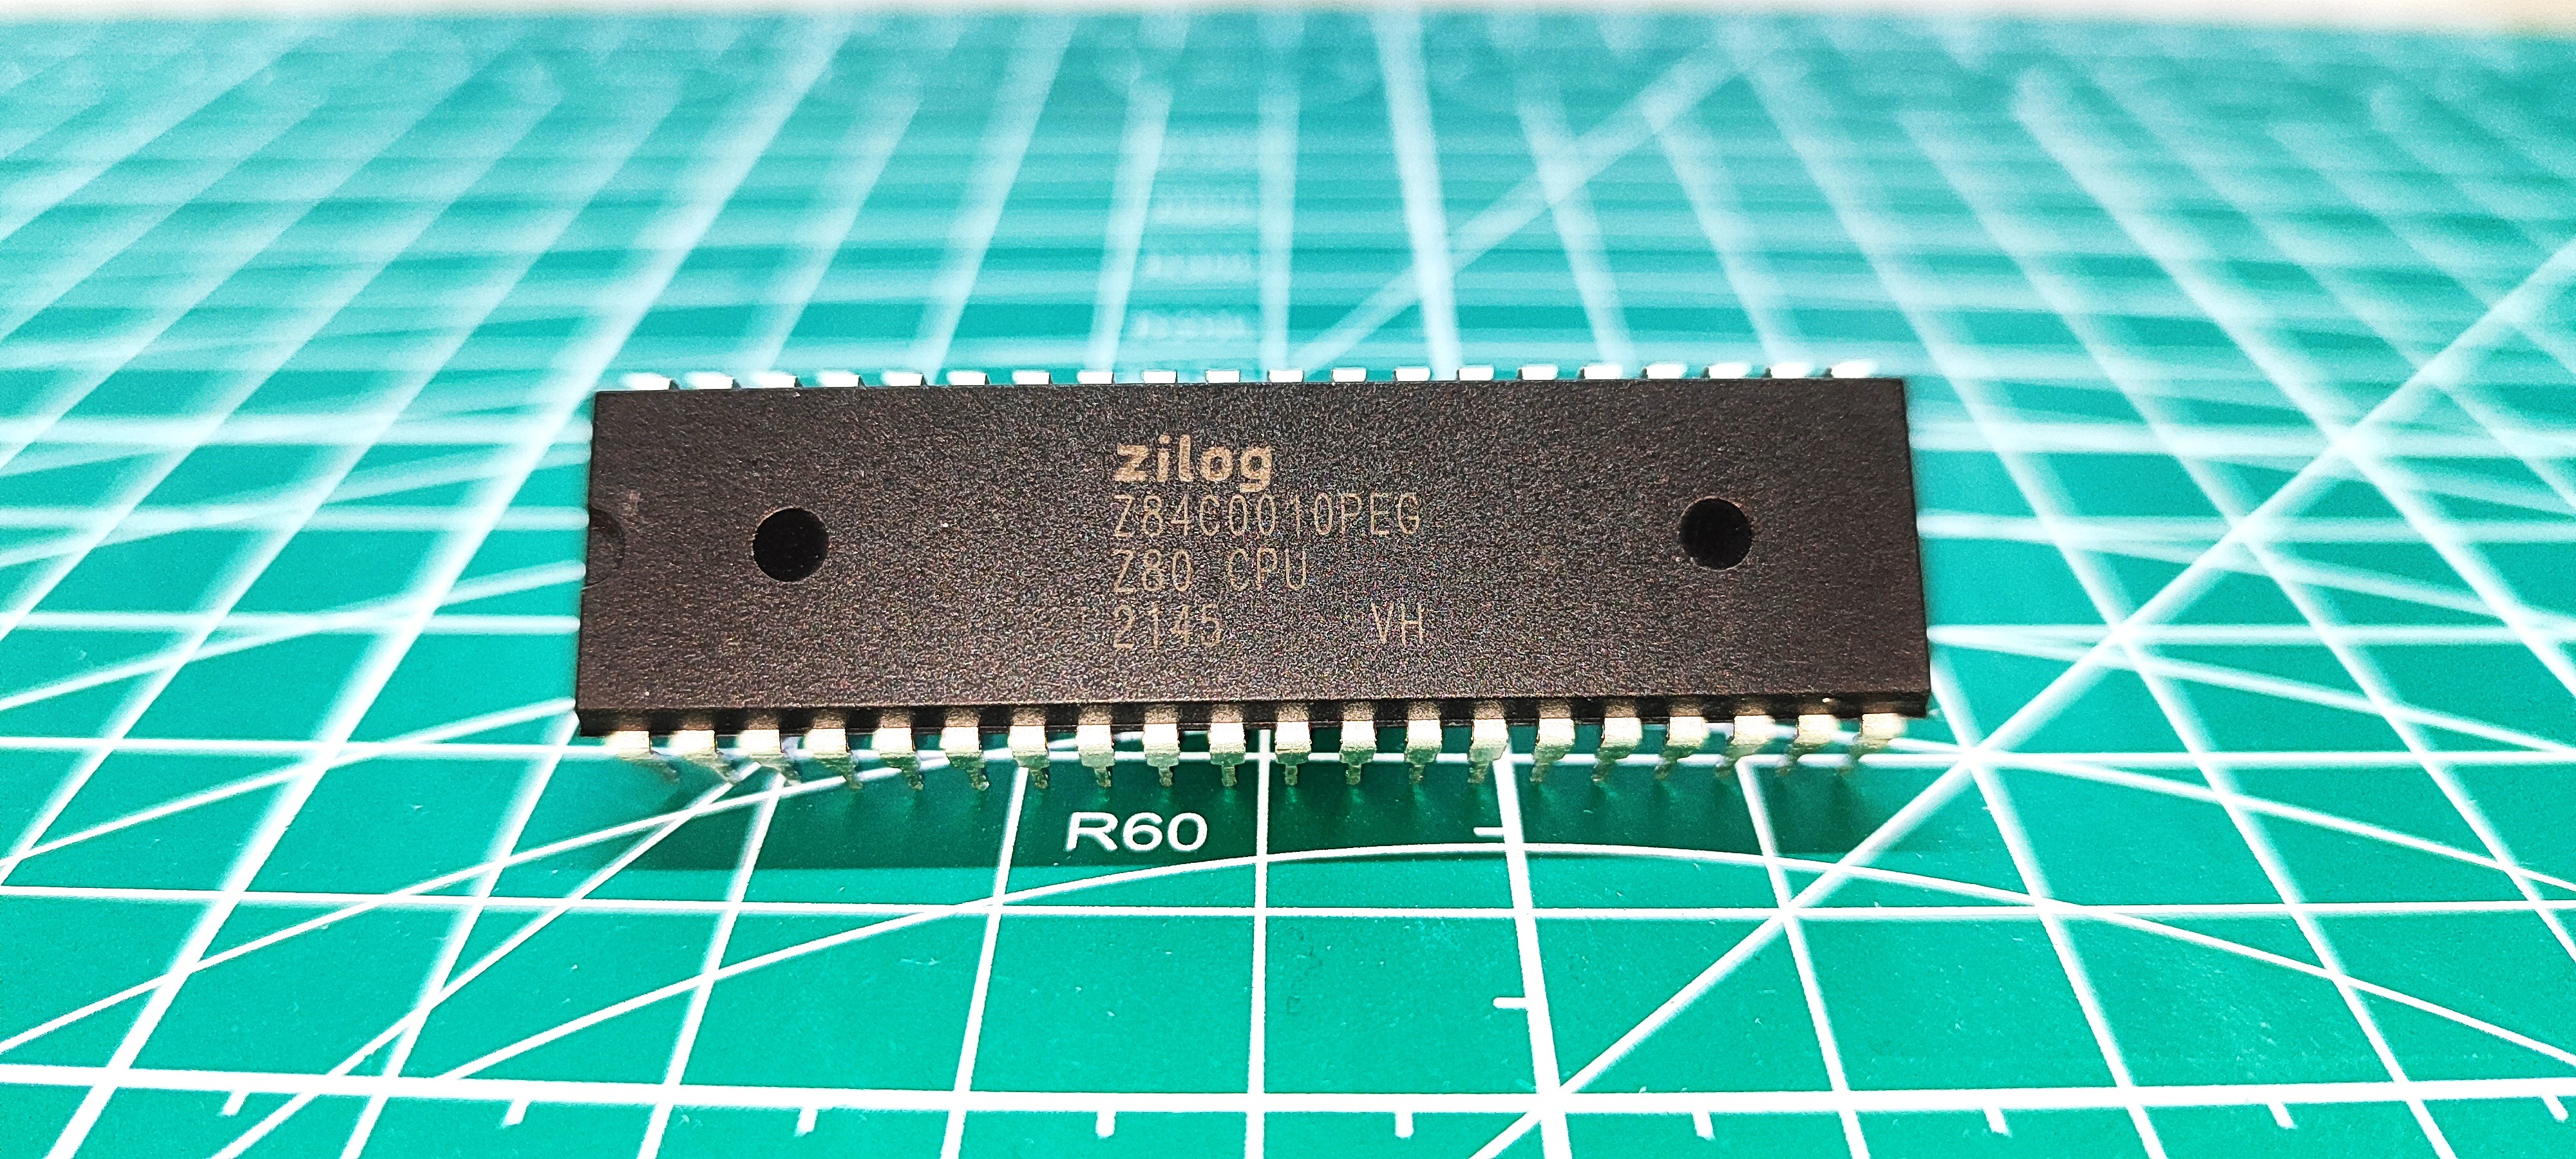 zilog
Z84C0010PEG
Z80 CPU
2145 VH
R60